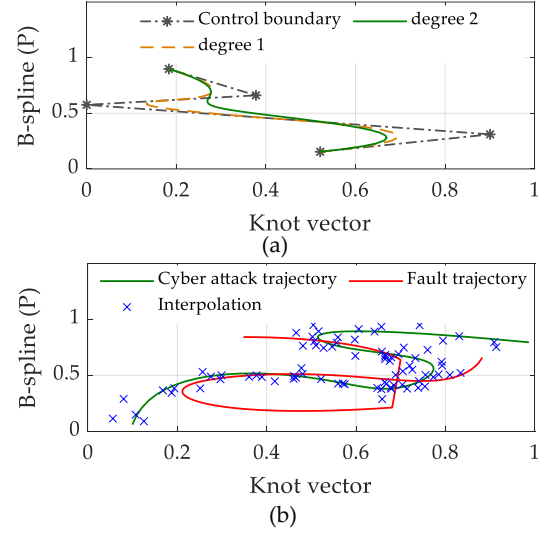 (a)
Control boundary
degree 2
degree 1
B-spline (P)
1
0.5
0
0
0.2
0.4
0.6
0.8
1
Knot vector
(a)
Cyber attack trajectory
Fault trajectory
Interpolation
B-spline (P)
1
0.5
0
0
0.2
0.4
0.6
0.8
1
Knot vector
(b)